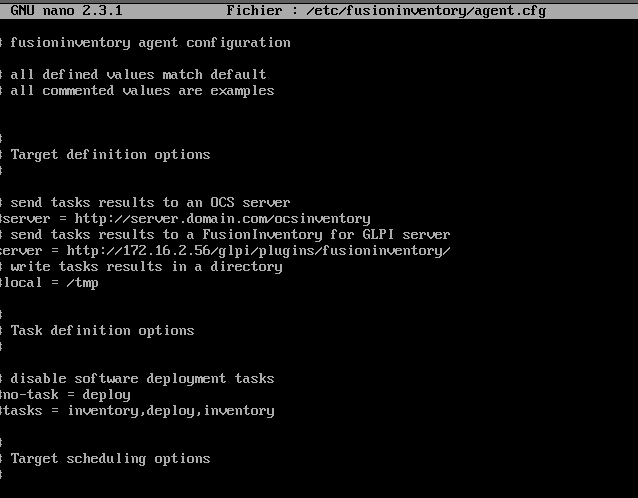 GNU nano 2.3.1 Fichier : /etc/fusioninventory/agent.cfg
# fusioninventory agent configuration
# all defined values match default
# all commented values are examples
#
# Target definition options
#
# send tasks results to an OCS server
#server = http://server.domain.com/ocsinventory
# send tasks results to a FusionInventory for GLPI server
server = http://172.16.2.56/glpi/plugins/fusioninventory/
# write tasks results in a directory
#local = /tmp
#
# Task definition options
#
# disable software deployment tasks
#no-task = deploy
#tasks = inventory,deploy,inventory
#
# Target scheduling options
#